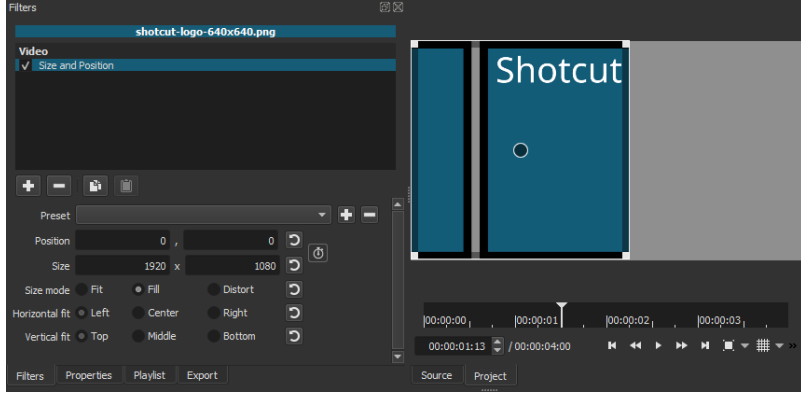 Filters
shotcut-logo-640x640.png
Video
Size and Position
Preset
Position 0 , 0
Size 1920 x 1080
Size mode Fit Fill Distort
Horizontal fit Left Center Right
Vertical fit Top Middle Bottom
Filters Properties Playlist Export
Shotcut
00:00:00 00:00:01 00:00:02 00:00:03
00:00:01:13 / 00:00:04:00
Source Project